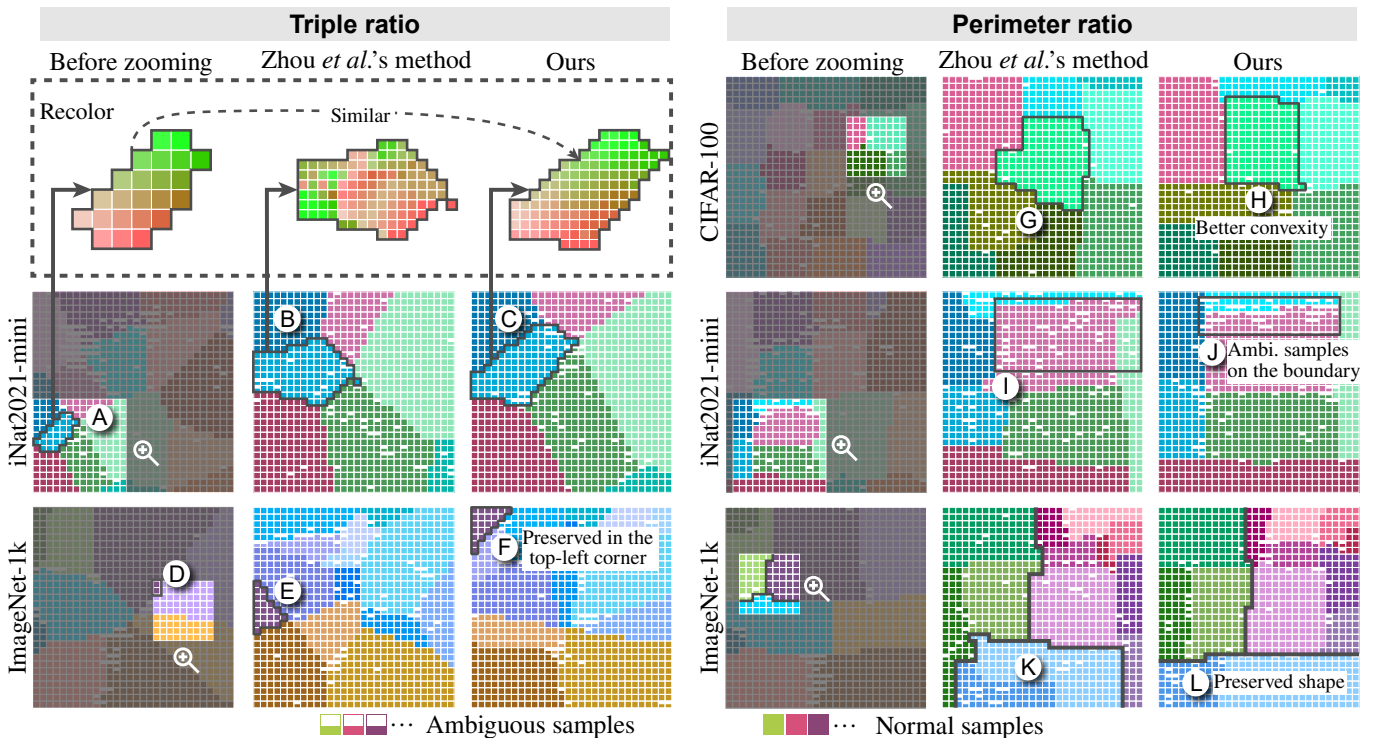 Triple ratio
Perimeter ratio
Before zooming
Zhou et al.'s method
Ours
Before zooming
Zhou et al.'s method
Ours
Recolor
Similar
CIFAR-100
G
H
Better convexity
iNat2021-mini
A
B
C
iNat2021-mini
I
J
Ambi. samples
on the boundary
ImageNet-1k
D
E
F
Preserved in the
top-left corner
ImageNet-1k
K
L
Preserved shape
... Ambiguous samples
... Normal samples